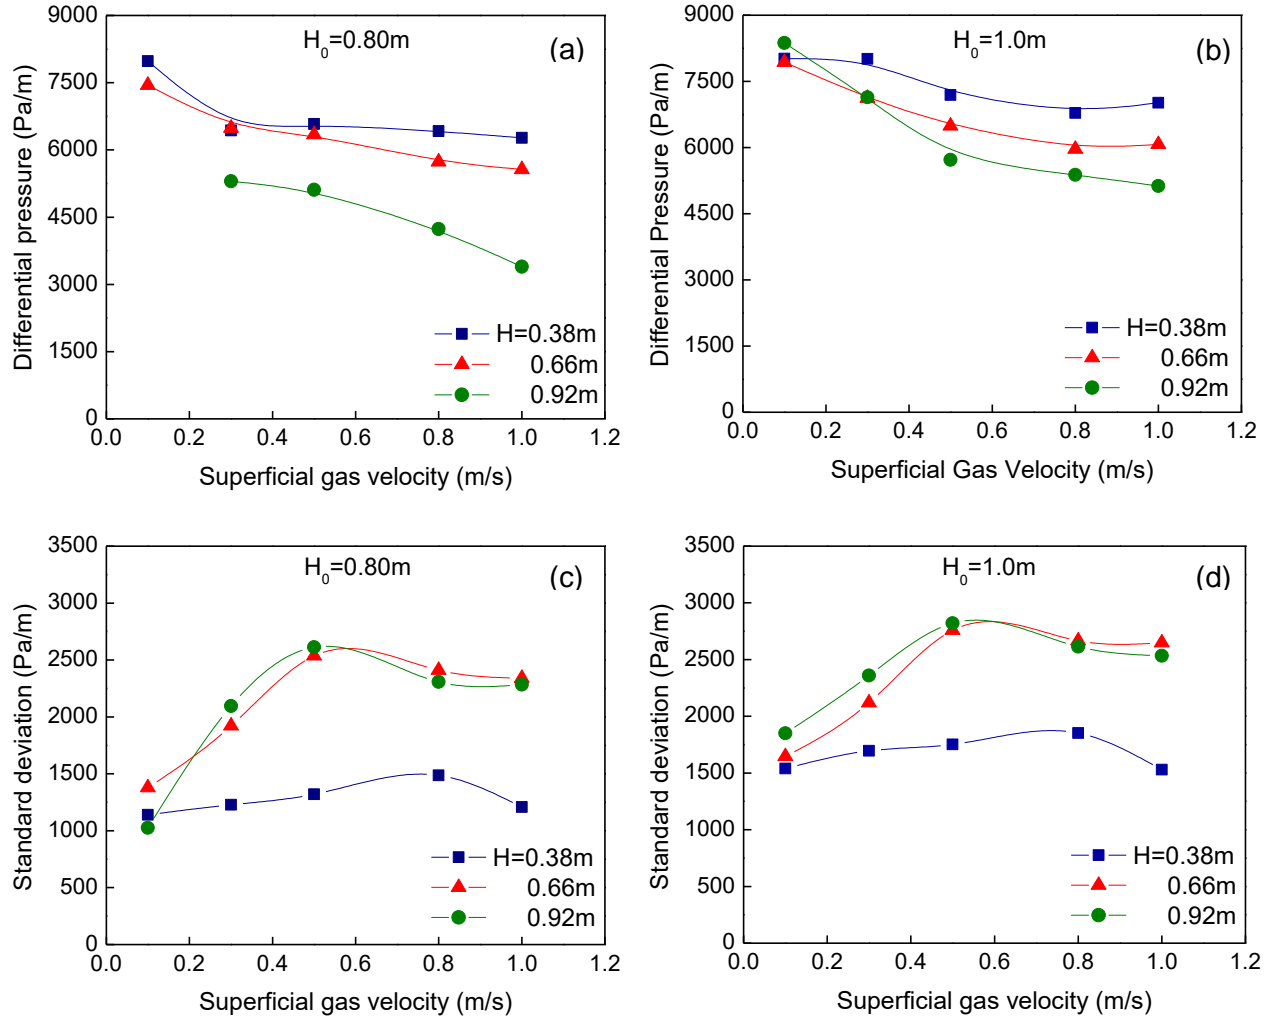 H₀=0.80m
(a)
Differential pressure (Pa/m)
9000
7500
6000
4500
3000
1500
0
H=0.38m
0.66m
0.92m
0.0 0.2 0.4 0.6 0.8 1.0 1.2
Superficial gas velocity (m/s)
H₀=1.0m
(b)
Differential Pressure (Pa/m)
9000
7500
6000
4500
3000
1500
0
H=0.38m
0.66m
0.92m
0.0 0.2 0.4 0.6 0.8 1.0 1.2
Superficial Gas Velocity (m/s)
H₀=0.80m
(c)
Standard deviation (Pa/m)
3500
3000
2500
2000
1500
1000
500
0
H=0.38m
0.66m
0.92m
0.0 0.2 0.4 0.6 0.8 1.0 1.2
Superficial gas velocity (m/s)
H₀=1.0m
(d)
Standard deviation (Pa/m)
3500
3000
2500
2000
1500
1000
500
0
H=0.38m
0.66m
0.92m
0.0 0.2 0.4 0.6 0.8 1.0 1.2
Superficial gas velocity (m/s)